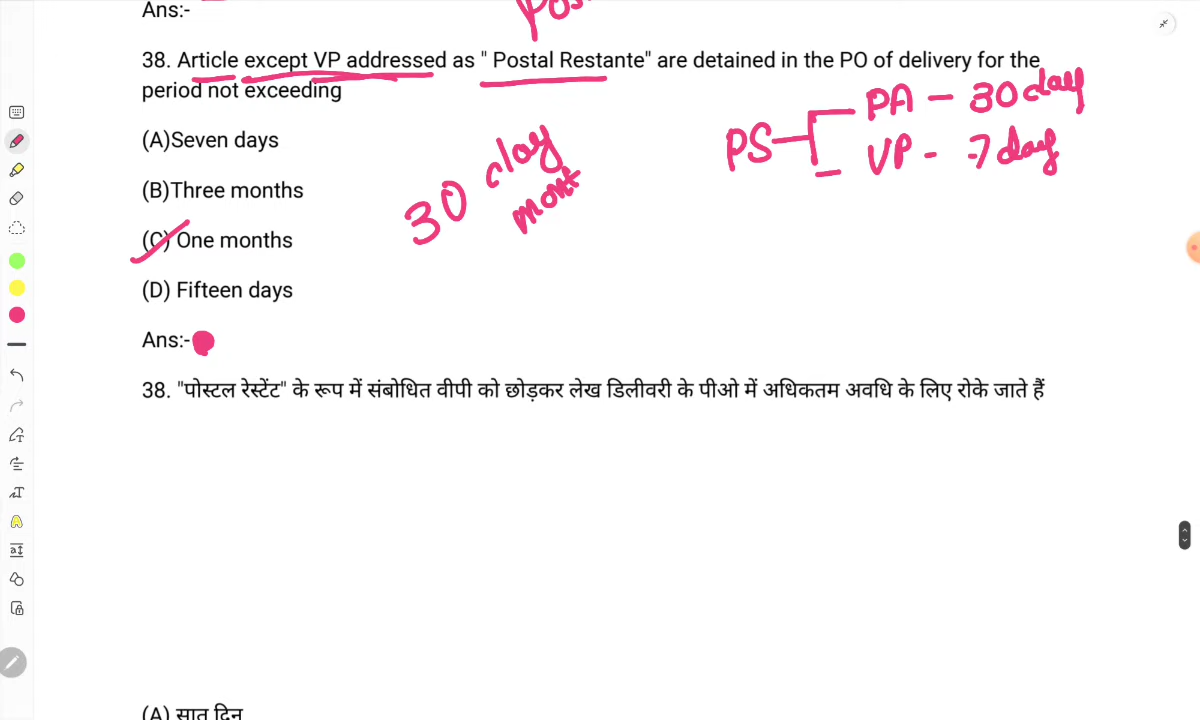 Ans:-
Pos
38. Article except VP addressed as " Postal Restante" are detained in the PO of delivery for the
period not exceeding
PS PA - 30 day
VP - 7 day
(A)Seven days
30 day
month
(B)Three months
(C) One months
(D) Fifteen days
Ans:-
38. "पोस्टल रेस्टेंट" के रूप में संबोधित वीपी को छोड़कर लेख डिलीवरी के पीओ में अधिकतम अवधि के लिए रोके जाते हैं
(A) सात दिन